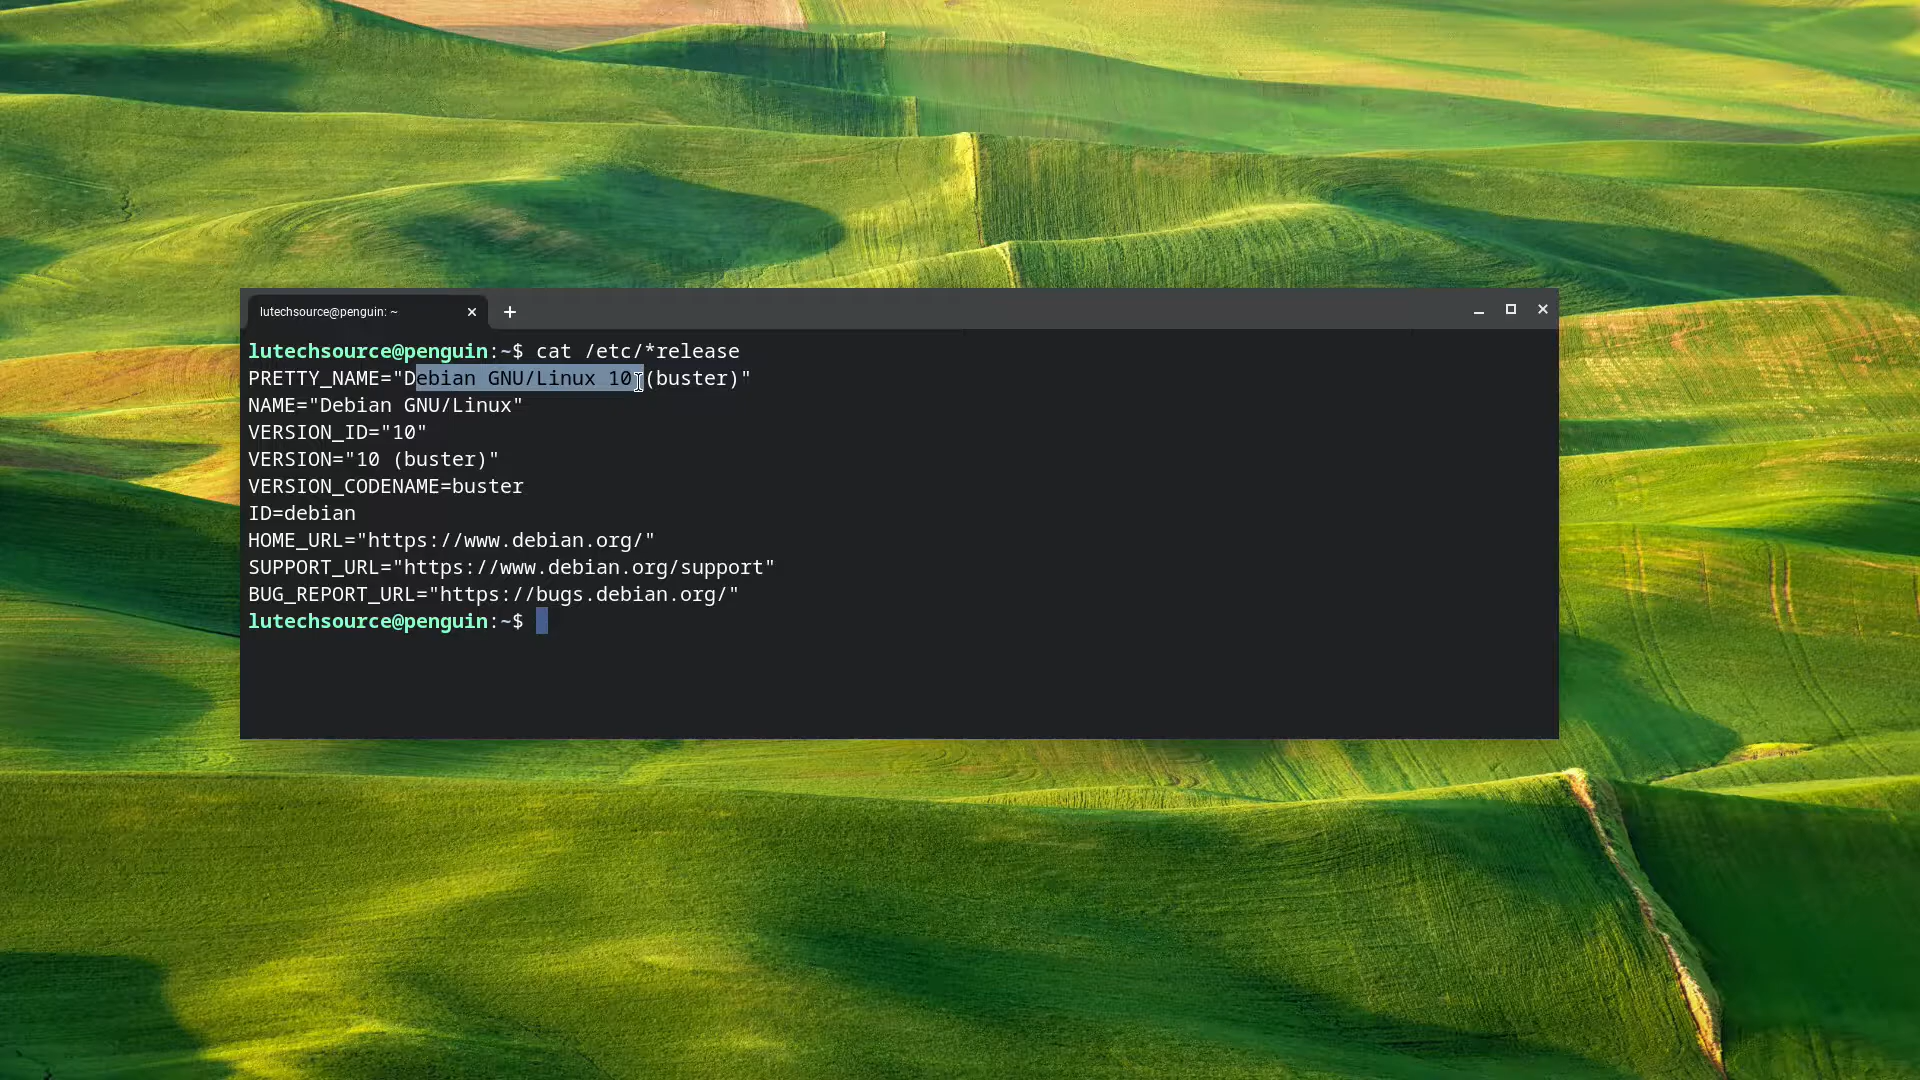 lutechsource@penguin: ~
lutechsource@penguin:~$ cat /etc/*release
PRETTY_NAME="Debian GNU/Linux 10 (buster)"
NAME="Debian GNU/Linux"
VERSION_ID="10"
VERSION="10 (buster)"
VERSION_CODENAME=buster
ID=debian
HOME_URL="https://www.debian.org/"
SUPPORT_URL="https://www.debian.org/support"
BUG_REPORT_URL="https://bugs.debian.org/"
lutechsource@penguin:~$